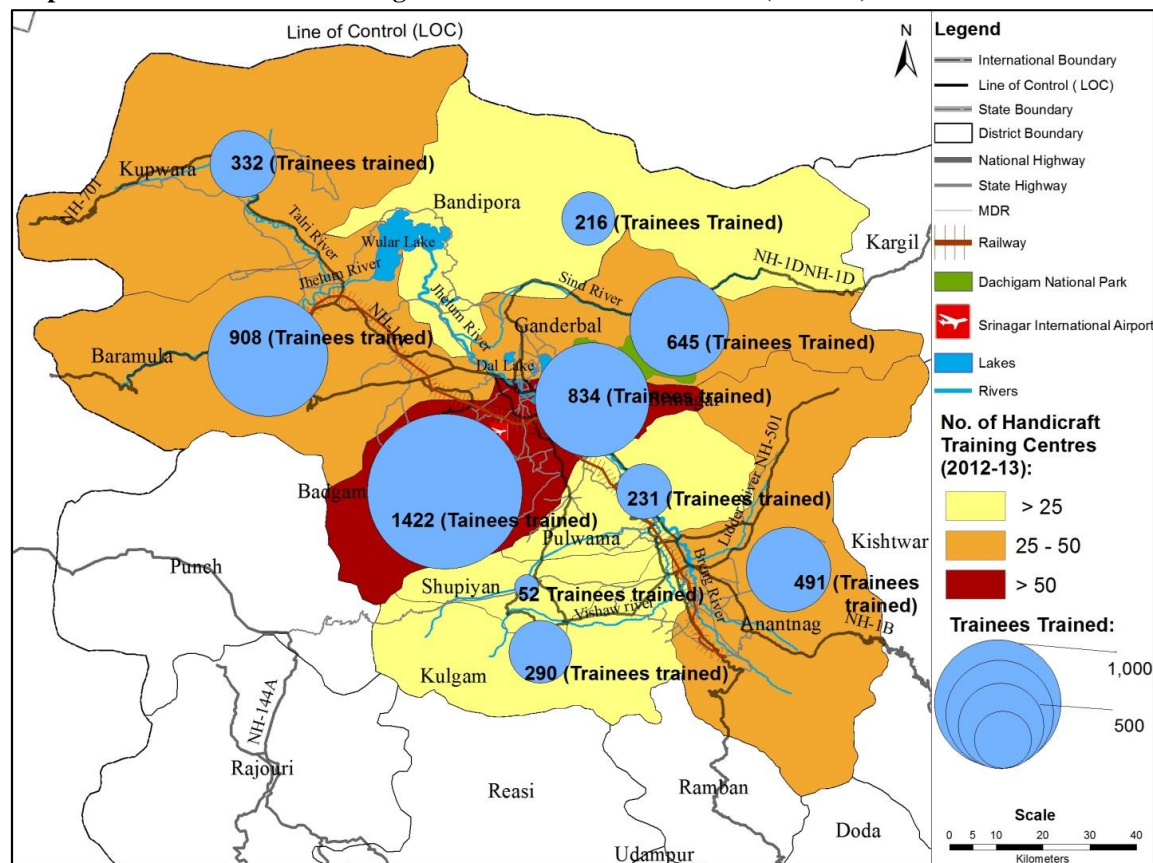 Line of Control (LOC)
N
332 (Trainees trained)
Kupwara
NH-701
Talri River
Bandipora
216 (Trainees Trained)
Kargil
Wular Lake
Jhelum River
NH-1DNH-1D
Sind River
Jhelum River
908 (Trainees trained)
Baramula
Ganderbal
645 (Trainees Trained)
Dal Lake
834 (Trainees trained)
Lidder River NH-501
Badgam
231 (Trainees trained)
1422 (Tainees trained)
Pulwama
Kishtwar
Punch
Shupiyan
52 Trainees trained)
Vishaw river
Bring River
491 (Trainees
trained)
Anantnag
NH-1B
Kulgam
290 (Trainees trained)
NH-144A
Rajouri
Reasi
Ramban
Doda
Udampur
Legend
International Boundary
Line of Control ( LOC)
State Boundary
District Boundary
National Highway
State Highway
MDR
Railway
Dachigam National Park
Srinagar International Airport
Lakes
Rivers
No. of Handicraft
Training Centres
(2012-13):
> 25
25 - 50
> 50
Trainees Trained:
1,000
500
Scale
0 5 10 20 30 40
Kilometers